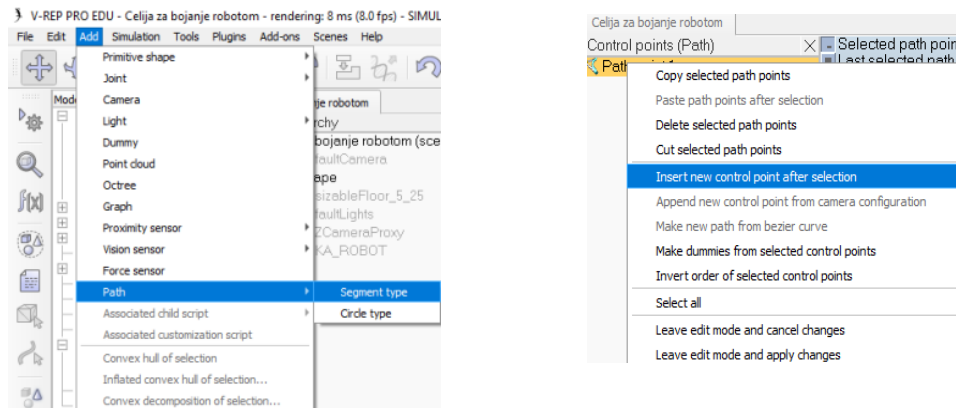 V-REP PRO EDU - Celija za bojanje robotom - rendering: 8 ms (8.0 fps) - SIMUL
File Edit Add Simulation Tools Plugins Add-ons Scenes Help
Primitive shape
Joint
Camera
Light
Dummy
Point cloud
Octree
Graph
Proximity sensor
Vision sensor
Force sensor
Path
Associated child script
Associated customization script
Convex hull of selection
Inflated convex hull of selection...
Convex decomposition of selection...
Segment type
Circle type
Mode
f(x)
je robotom
rchy
bojanje robotom (sce
faultCamera
ape
sizableFloor_5_25
faultLights
ZCameraProxy
KA_ROBOT
Celija za bojanje robotom
Control points (Path)
Selected path poin
Last selected path
Path
Copy selected path points
Paste path points after selection
Delete selected path points
Cut selected path points
Insert new control point after selection
Append new control point from camera configuration
Make new path from bezier curve
Make dummies from selected control points
Invert order of selected control points
Select all
Leave edit mode and cancel changes
Leave edit mode and apply changes